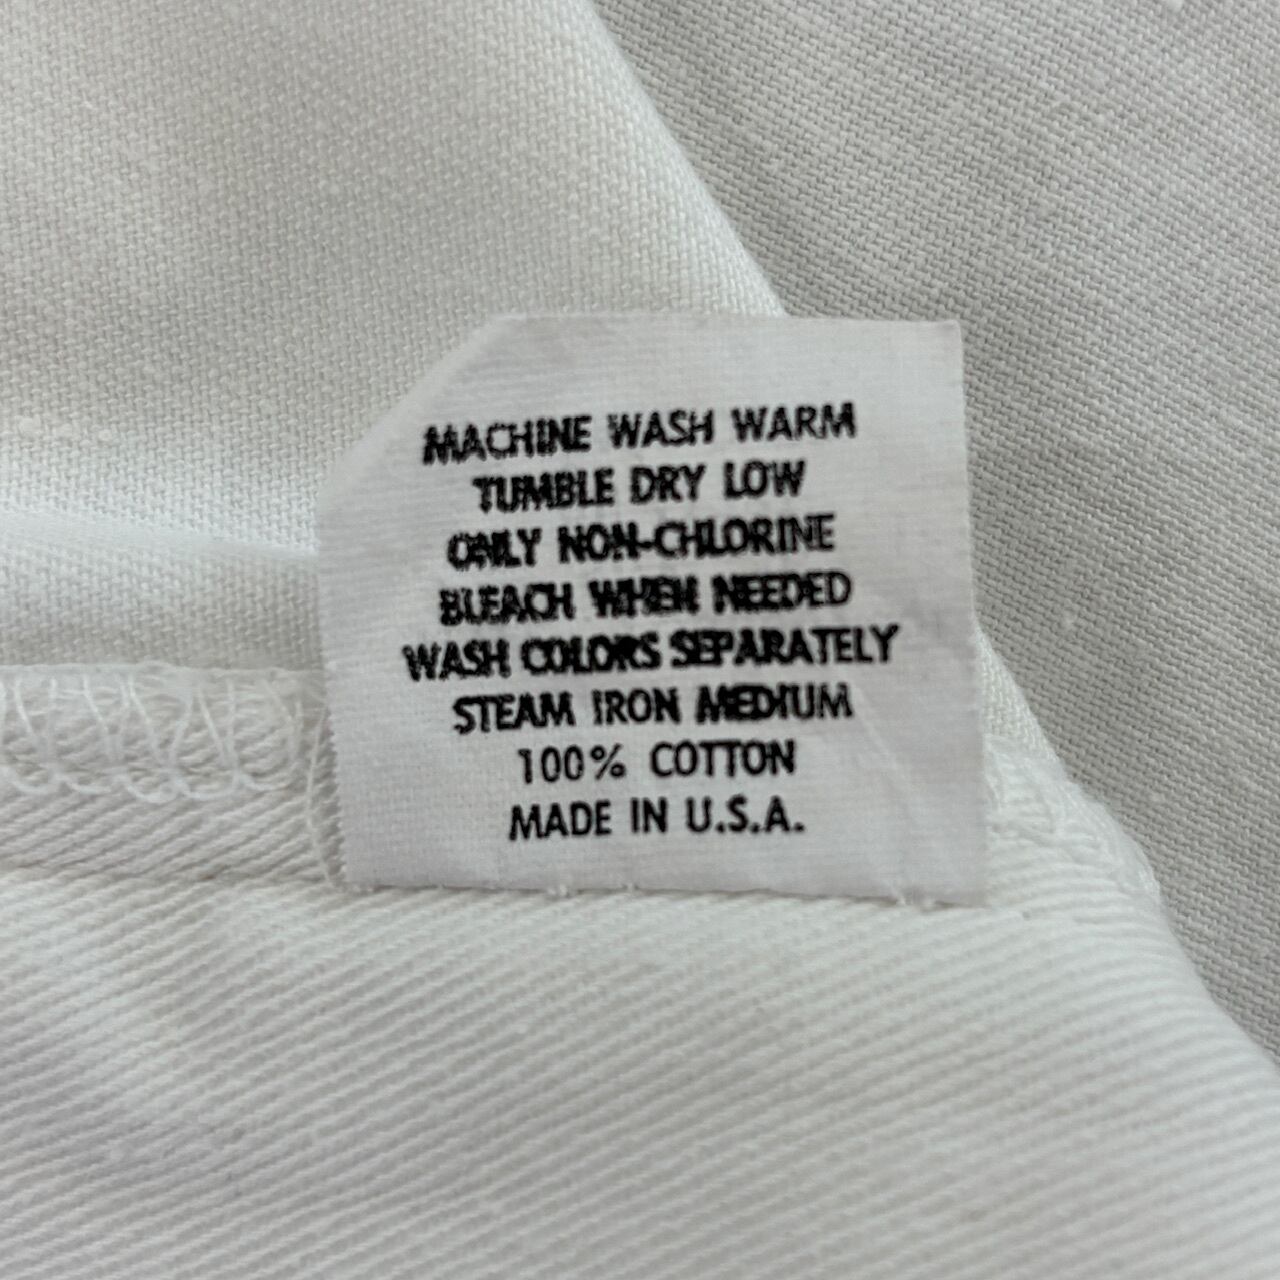 MACHINE WASH WARM
TUMBLE DRY LOW
ONLY NON-CHLORINE
BLEACH WHEN NEEDED
WASH COLORS SEPARATELY
STEAM IRON MEDIUM
100% COTTON
MADE IN U.S.A.